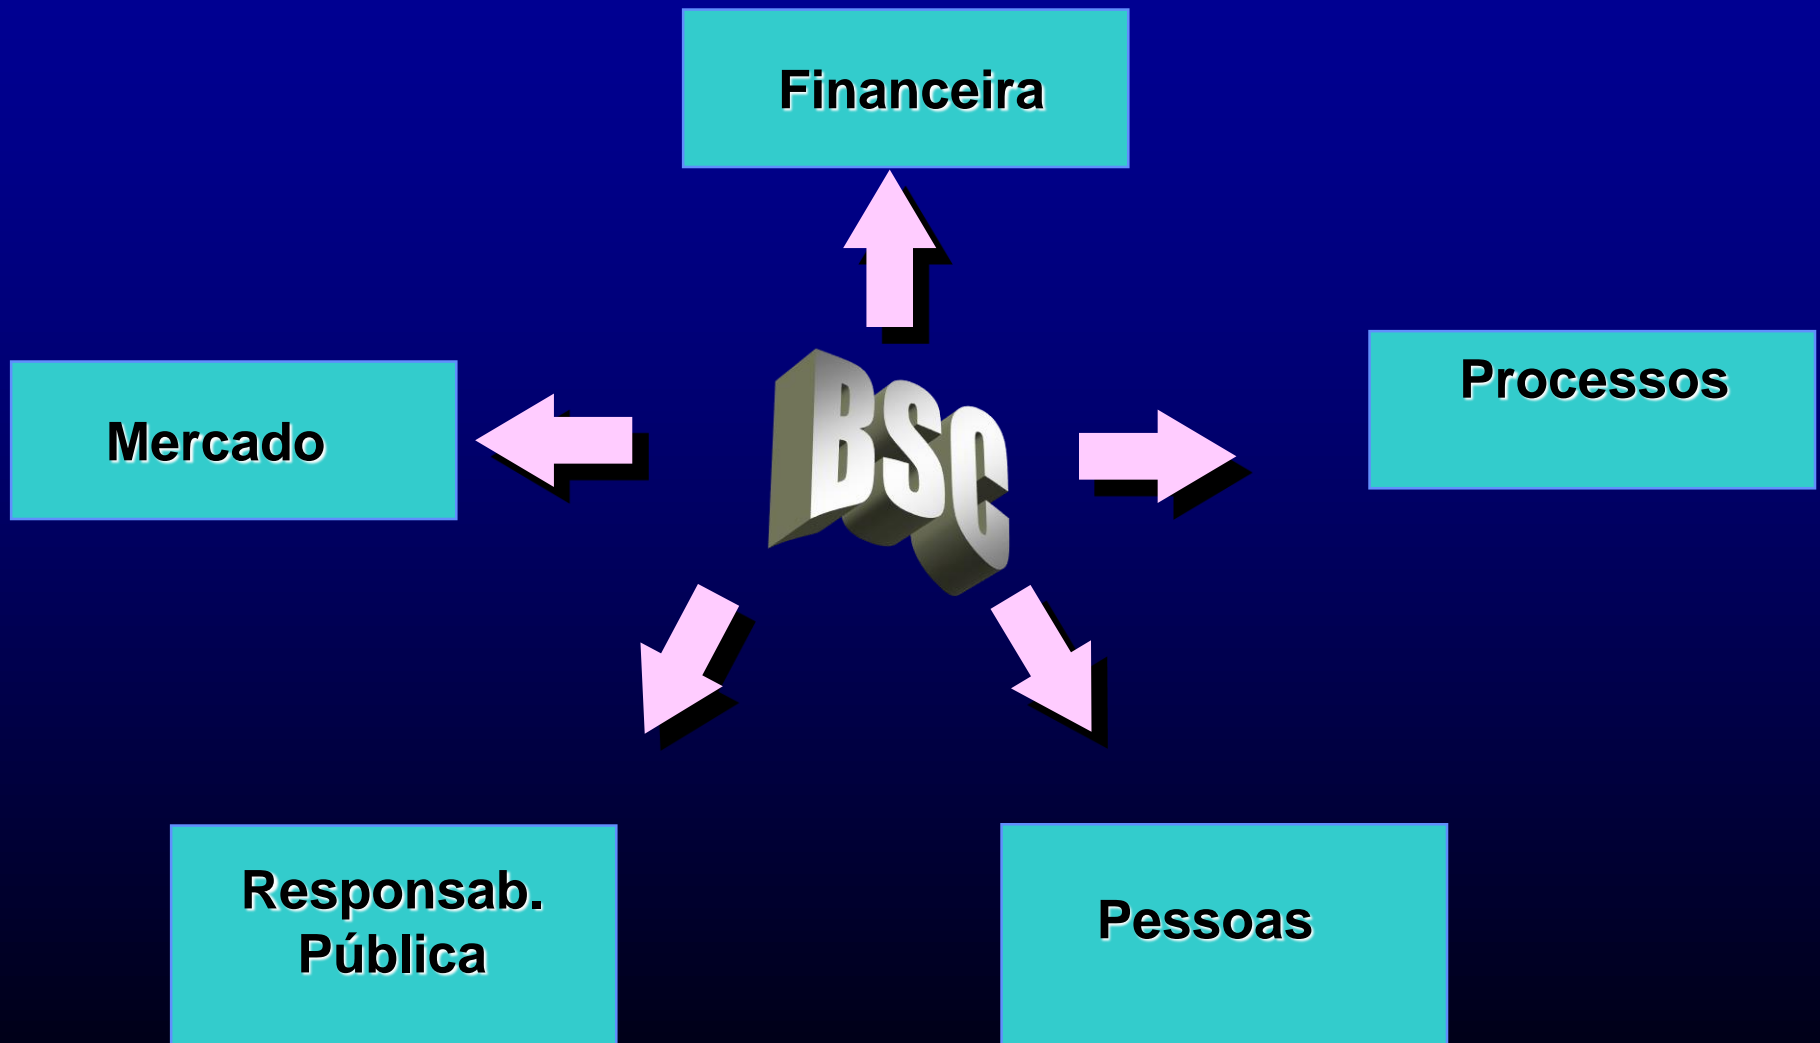 Financeira
Processos
Mercado
BSC
Responsab.
Pública
Pessoas